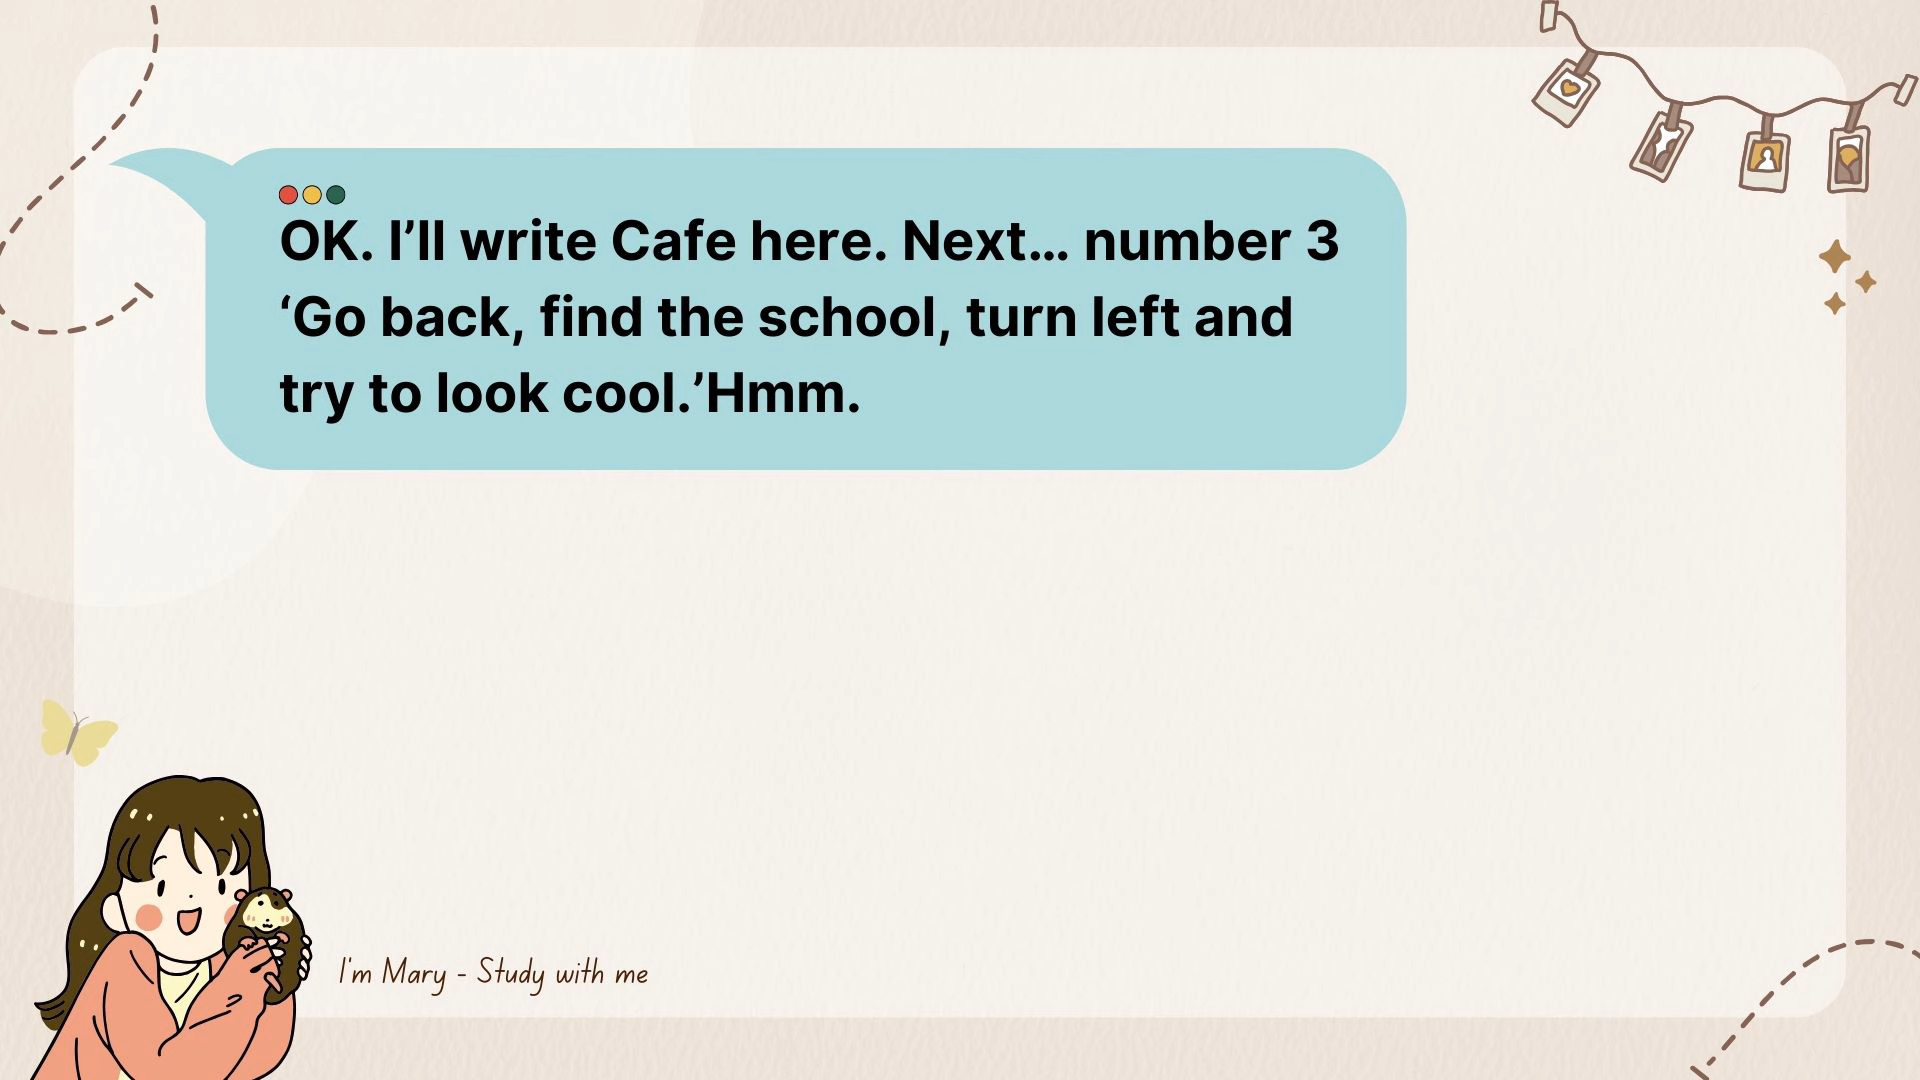 OK. I’ll write Cafe here. Next... number 3
‘Go back, find the school, turn left and
try to look cool.’Hmm.
I'm Mary - Study with me